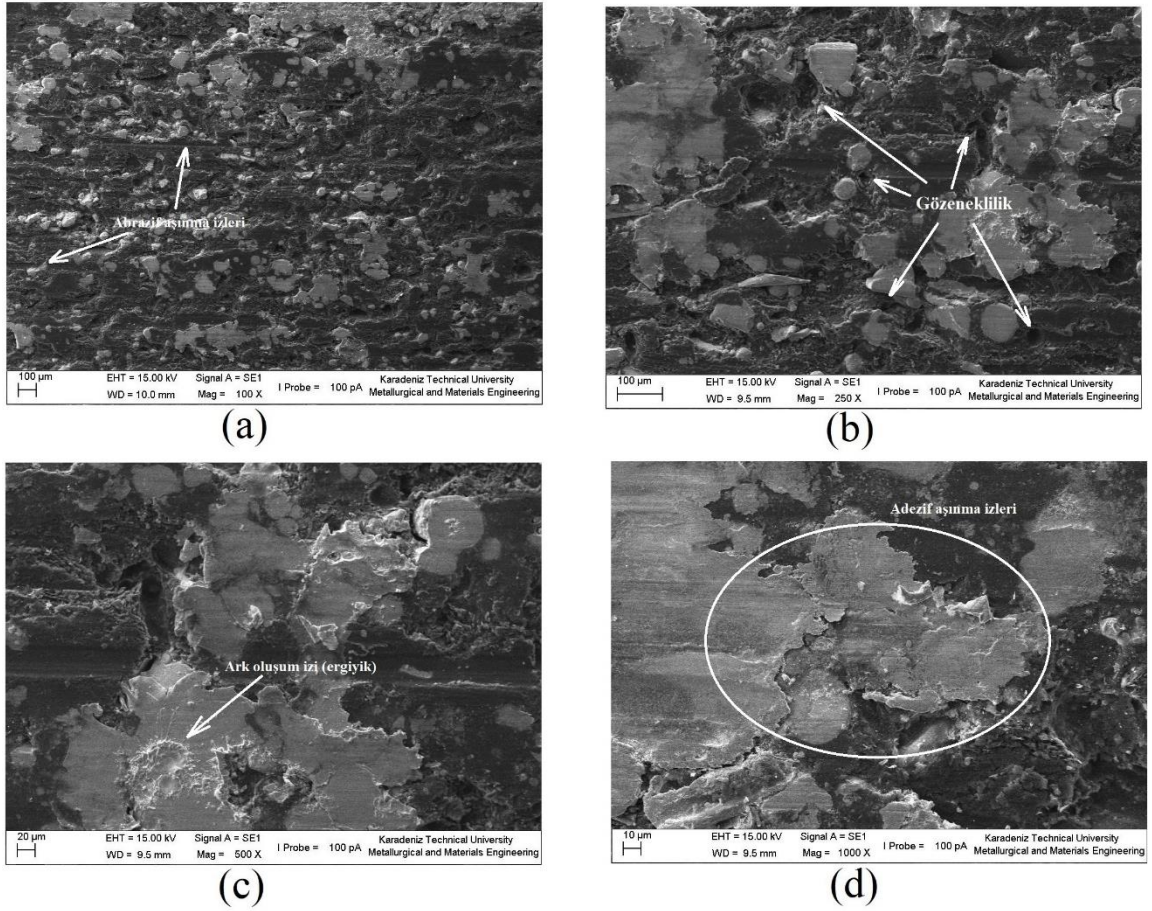 Abrazif aşınma izleri
100 µm
EHT = 15.00 kV Signal A = SE1 I Probe = 100 pA Karadeniz Technical University
WD = 10.0 mm Mag = 100 X Metallurgical and Materials Engineering
(a)
Gözeneklilik
100 µm
EHT = 15.00 kV Signal A = SE1 I Probe = 100 pA Karadeniz Technical University
WD = 9.5 mm Mag = 250 X Metallurgical and Materials Engineering
(b)
Ark oluşum izi (ergiyik)
20 µm
EHT = 15.00 kV Signal A = SE1 I Probe = 100 pA Karadeniz Technical University
WD = 9.5 mm Mag = 500 X Metallurgical and Materials Engineering
(c)
Adezif aşınma izleri
10 µm
EHT = 15.00 kV Signal A = SE1 I Probe = 100 pA Karadeniz Technical University
WD = 9.5 mm Mag = 1000 X Metallurgical and Materials Engineering
(d)